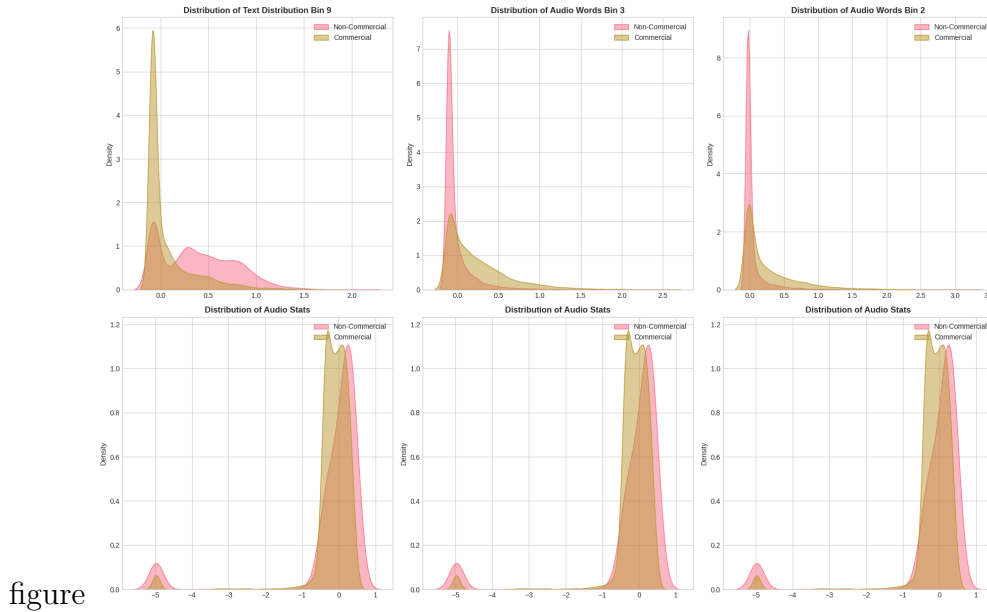 Distribution of Text Distribution Bin 9
Non-Commercial
Commercial
Density
6
5
4
3
2
1
0
0.0 0.5 1.0 1.5 2.0
Distribution of Audio Words Bin 3
Non-Commercial
Commercial
Density
7
6
5
4
3
2
1
0
0.0 0.5 1.0 1.5 2.0 2.5
Distribution of Audio Words Bin 2
Non-Commercial
Commercial
Density
8
6
4
2
0
0.0 0.5 1.0 1.5 2.0 2.5 3.0
Distribution of Audio Stats
Non-Commercial
Commercial
Density
1.2
1.0
0.8
0.6
0.4
0.2
0.0
−5 −4 −3 −2 −1 0 1
Distribution of Audio Stats
Non-Commercial
Commercial
Density
1.2
1.0
0.8
0.6
0.4
0.2
0.0
−5 −4 −3 −2 −1 0 1
Distribution of Audio Stats
Non-Commercial
Commercial
Density
1.2
1.0
0.8
0.6
0.4
0.2
0.0
−5 −4 −3 −2 −1 0 1
figure